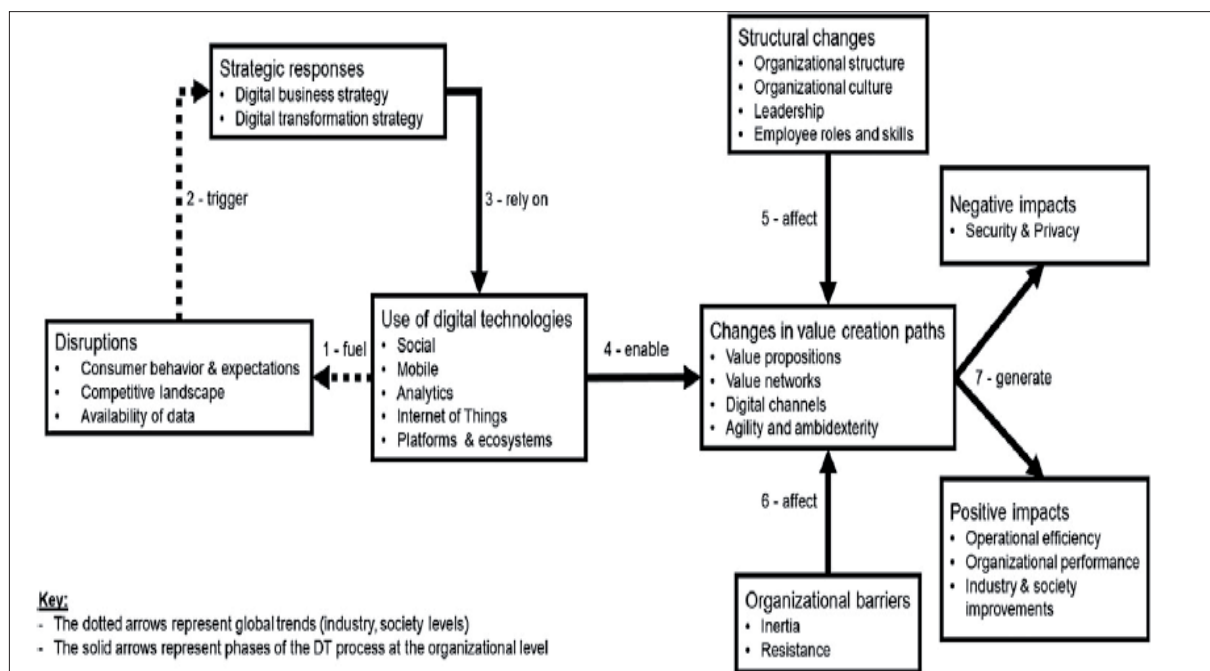 Strategic responses
• Digital business strategy
• Digital transformation strategy
Structural changes
• Organizational structure
• Organizational culture
• Leadership
• Employee roles and skills
2 - trigger
3 - rely on
5 - affect
Negative impacts
• Security & Privacy
Disruptions
• Consumer behavior & expectations
• Competitive landscape
• Availability of data
1 - fuel
Use of digital technologies
• Social
• Mobile
• Analytics
• Internet of Things
• Platforms & ecosystems
4 - enable
Changes in value creation paths
• Value propositions
• Value networks
• Digital channels
• Agility and ambidexterity
7 - generate
6 - affect
Positive impacts
• Operational efficiency
• Organizational performance
• Industry & society
improvements
Organizational barriers
• Inertia
• Resistance
Key:
- The dotted arrows represent global trends (industry, society levels)
- The solid arrows represent phases of the DT process at the organizational level